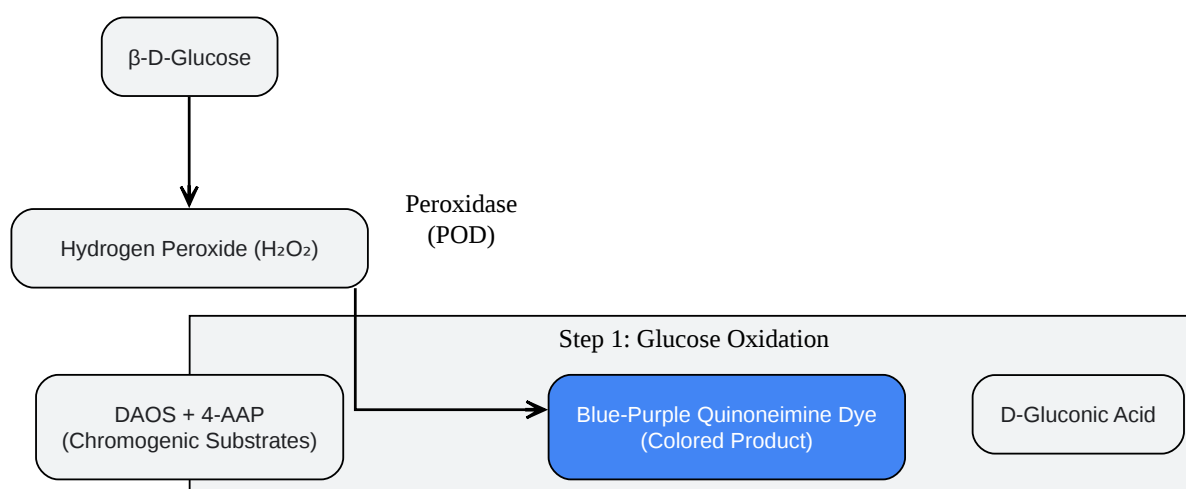 β-D-Glucose
Peroxidase
(POD)
Hydrogen Peroxide (H₂O₂)
Step 1: Glucose Oxidation
DAOS + 4-AAP
(Chromogenic Substrates)
Blue-Purple Quinoneimine Dye
(Colored Product)
D-Gluconic Acid